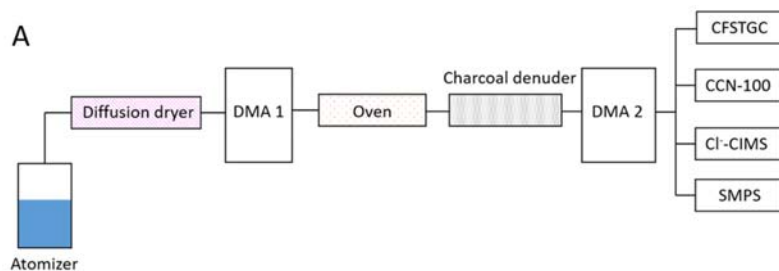 A
Atomizer
Diffusion dryer
DMA 1
Oven
Charcoal denuder
DMA 2
CFSTGC
CCN-100
Cl⁻-CIMS
SMPS